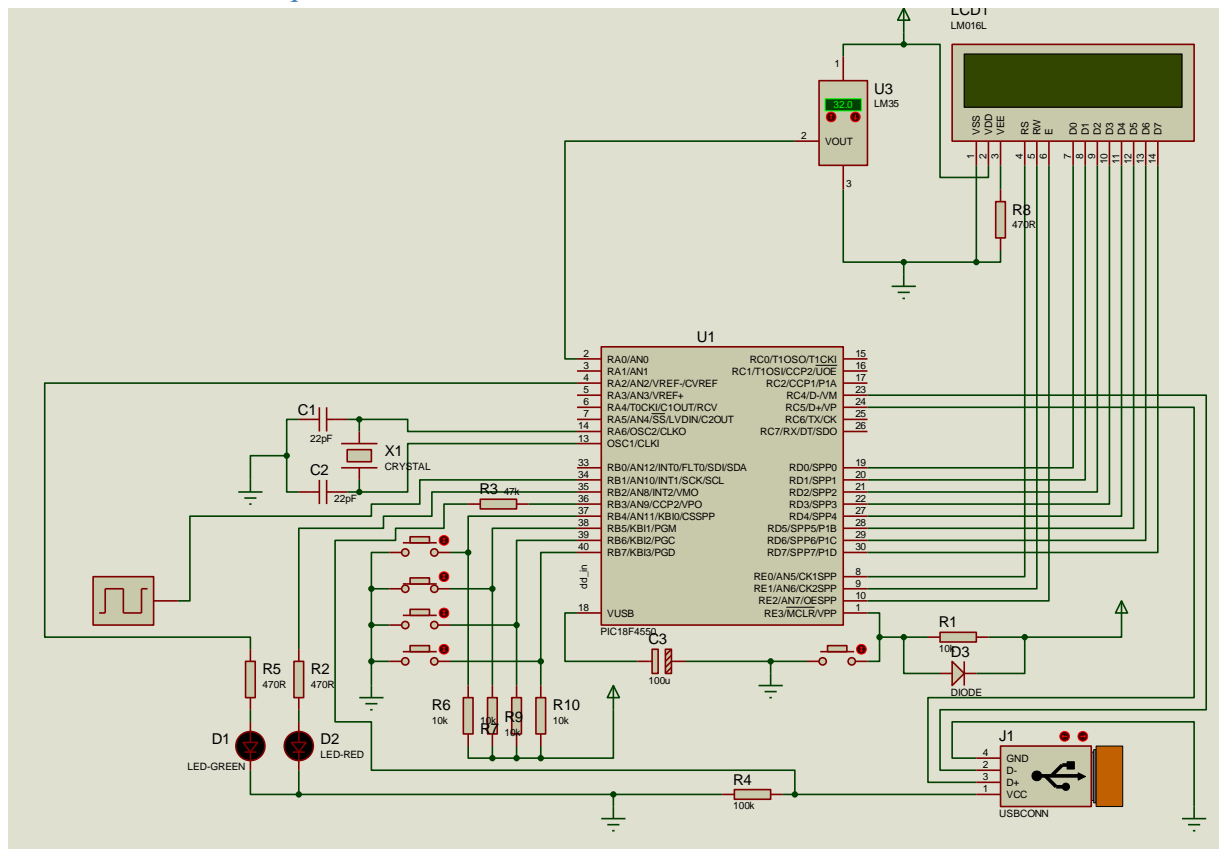 LCD1
LM016L
1
U3
32.0
LM35
2
VOUT
3
VSS
VDD
VEE
RS
RW
E
D0
D1
D2
D3
D4
D5
D6
D7
1
2
3
4
5
6
7
8
9
10
11
12
13
14
R8
470R
U1
2 RA0/AN0
3 RA1/AN1
4 RA2/AN2/VREF-/CVREF
5 RA3/AN3/VREF+
6 RA4/T0CKI/C1OUT/RCV
7 RA5/AN4/SS/LVDIN/C2OUT
14 RA6/OSC2/CLKO
13 OSC1/CLKI
33 RB0/AN12/INT0/FLT0/SDI/SDA
34 RB1/AN10/INT1/SCK/SCL
35 RB2/AN8/INT2/VMO
36 RB3/AN9/CCP2/VPO
37 RB4/AN11/KBI0/CSSPP
38 RB5/KBI1/PGM
39 RB6/KBI2/PGC
40 RB7/KBI3/PGD
dd_in
18 VUSB
RC0/T1OSO/T1CKI 15
RC1/T1OSI/CCP2/UOE 16
RC2/CCP1/P1A 17
RC4/D-/VM 23
RC5/D+/VP 24
RC6/TX/CK 25
RC7/RX/DT/SDO 26
RD0/SPP0 19
RD1/SPP1 20
RD2/SPP2 21
RD3/SPP3 22
RD4/SPP4 27
RD5/SPP5/P1B 28
RD6/SPP6/P1C 29
RD7/SPP7/P1D 30
RE0/AN5/CK1SPP 8
RE1/AN6/CK2SPP 9
RE2/AN7/OESPP 10
RE3/MCLR/VPP 1
PIC18F4550
C1
22pF
X1
CRYSTAL
C2
22pF
R3
47k
C3
100u
R1
10k
D3
DIODE
R5
470R
R2
470R
R6
10k
R7
10k
R9
10k
R10
10k
D1
LED-GREEN
D2
LED-RED
R4
100k
J1
4 GND
2 D-
3 D+
1 VCC
USBCONN